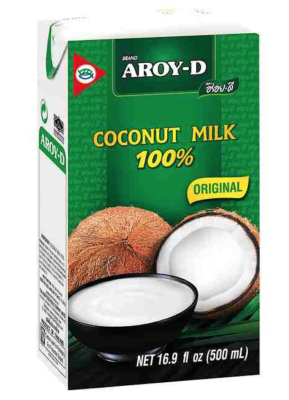 BRAND
AROY-D
อร่อย-ดี
COCONUT MILK
100%
ORIGINAL
AROY-D
NET 16.9 fl oz (500 mL)